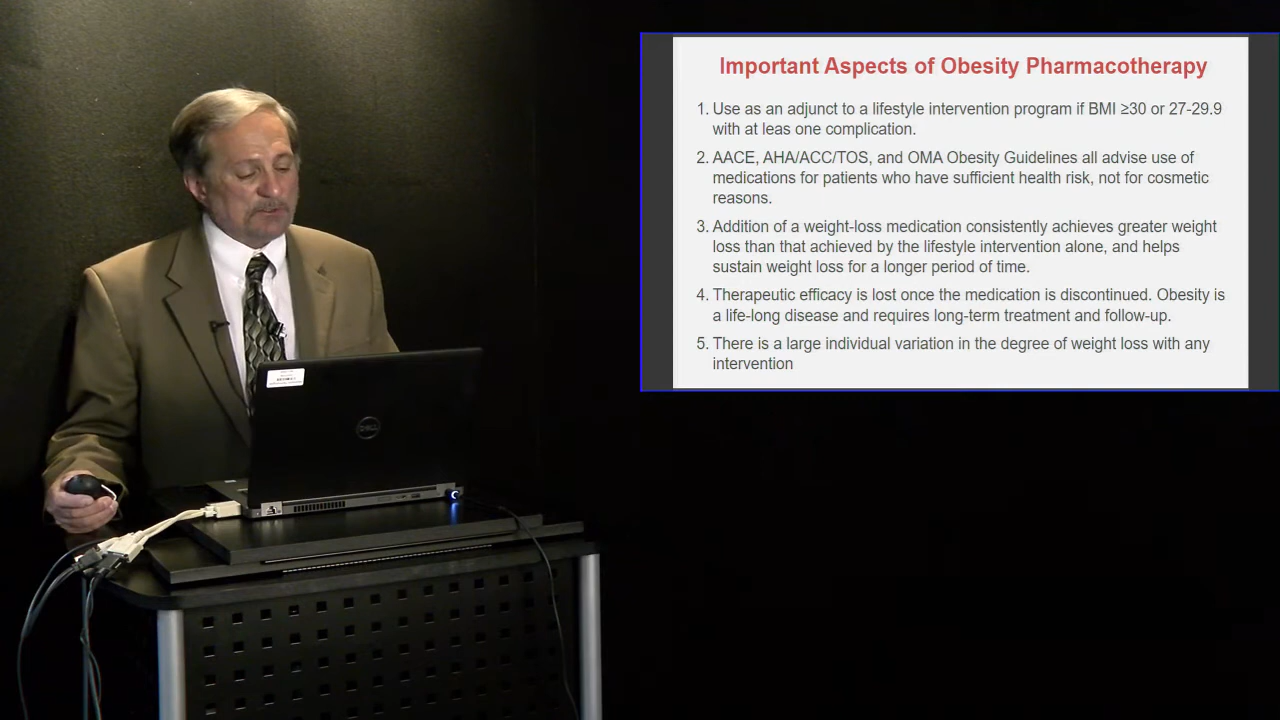 Important Aspects of Obesity Pharmacotherapy
1. Use as an adjunct to a lifestyle intervention program if BMI ≥30 or 27-29.9
with at leas one complication.
2. AACE, AHA/ACC/TOS, and OMA Obesity Guidelines all advise use of
medications for patients who have sufficient health risk, not for cosmetic
reasons.
3. Addition of a weight-loss medication consistently achieves greater weight
loss than that achieved by the lifestyle intervention alone, and helps
sustain weight loss for a longer period of time.
4. Therapeutic efficacy is lost once the medication is discontinued. Obesity is
a life-long disease and requires long-term treatment and follow-up.
5. There is a large individual variation in the degree of weight loss with any
intervention
DELL